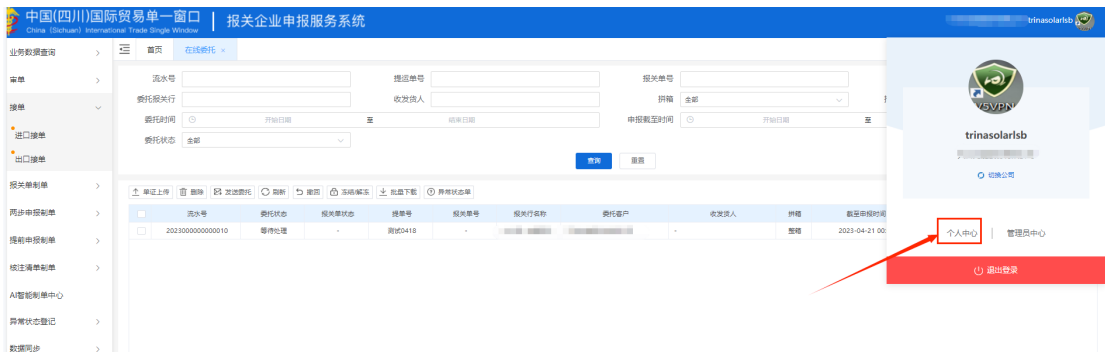 中国(四川)国际贸易单一窗口 | 报关企业申报服务系统
China (Sichuan) International Trade Single Window
trinasolarlsb
业务数据查询
首页 在线委托 ×
审单
接单
进口接单
出口接单
报关单制单
两步申报制单
提前申报制单
核注清单制单
AI智能制单中心
异常状态登记
数据同步
流水号 提运单号 报关单号
委托报关行 收发货人 拼箱 全部
委托时间 开始日期 至 结束日期 申报截至时间 开始日期 至
委托状态 全部
查询 重置
单证上传 删除 发送委托 刷新 撤回 冻结/解冻 批量下载 异常状态单
流水号 委托状态 报关单状态 提单号 报关单号 报关行名称 委托客户 收发货人 拼箱 截至申报时间
2023000000000010 等待处理 - 测试0418 - - 整箱 2023-04-21 00:
V5VPN
trinasolarlsb
切换公司
个人中心 | 管理员中心
退出登录